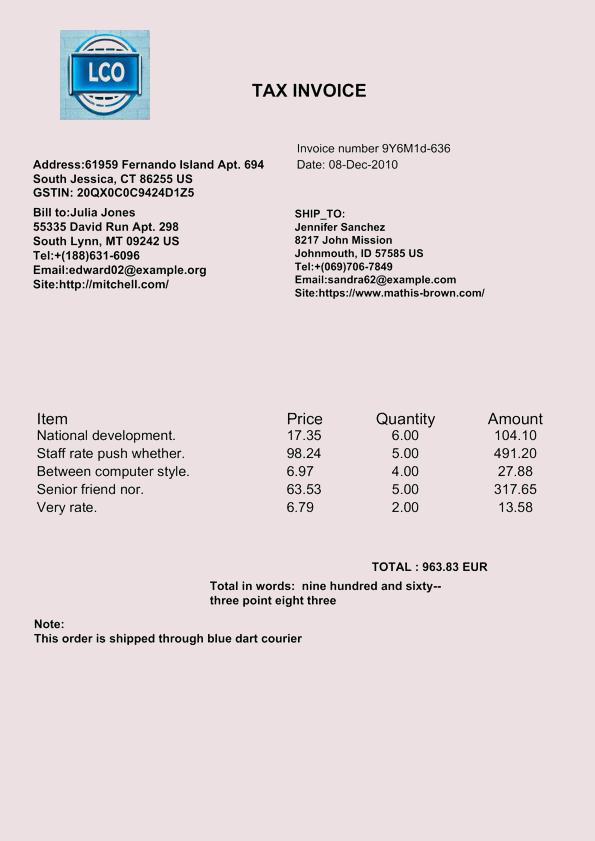 LCO
TAX INVOICE
Invoice number 9Y6M1d-636
Date: 08-Dec-2010
Address:61959 Fernando Island Apt. 694
South Jessica, CT 86255 US
GSTIN: 20QX0C0C9424D1Z5
Bill to:Julia Jones
55335 David Run Apt. 298
South Lynn, MT 09242 US
Tel:+(188)631-6096
Email:edward02@example.org
Site:http://mitchell.com/
SHIP_TO:
Jennifer Sanchez
8217 John Mission
Johnmouth, ID 57585 US
Tel:+(069)706-7849
Email:sandra62@example.com
Site:https://www.mathis-brown.com/
Item Price Quantity Amount
National development. 17.35 6.00 104.10
Staff rate push whether. 98.24 5.00 491.20
Between computer style. 6.97 4.00 27.88
Senior friend nor. 63.53 5.00 317.65
Very rate. 6.79 2.00 13.58
TOTAL : 963.83 EUR
Total in words: nine hundred and sixty--
three point eight three
Note:
This order is shipped through blue dart courier